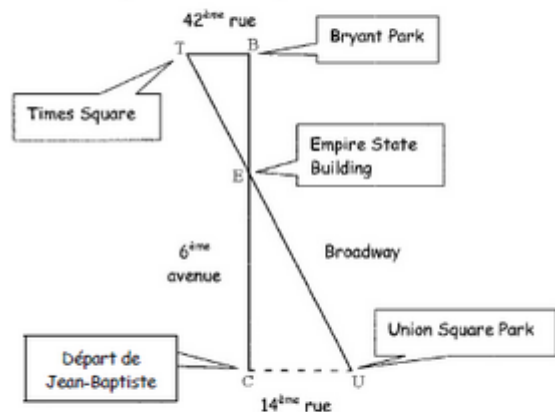 42ème rue
T
B
Bryant Park
Times Square
Empire State
Building
E
6ème
avenue
Broadway
Union Square Park
Départ de
Jean-Baptiste
C
U
14ème rue